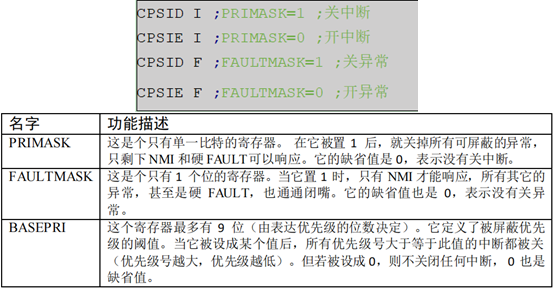 CPSID I ;PRIMASK=1 ;关中断
CPSIE I ;PRIMASK=0 ;开中断
CPSID F ;FAULTMASK=1 ;关异常
CPSIE F ;FAULTMASK=0 ;开异常
名字 功能描述
PRIMASK 这是个只有单一比特的寄存器。 在它被置 1 后，就关掉所有可屏蔽的异常，
只剩下 NMI 和硬 FAULT 可以响应。它的缺省值是 0，表示没有关中断。
FAULTMASK 这是个只有 1 个位的寄存器。当它置 1 时，只有 NMI 才能响应，所有其它的
异常，甚至是硬 FAULT，也通通闭嘴。它的缺省值也是 0，表示没有关异
常。
BASEPRI 这个寄存器最多有 9 位（由表达优先级的位数决定）。它定义了被屏蔽优先
级的阈值。当它被设成某个值后，所有优先级号大于等于此值的中断都被关
（优先级号越大，优先级越低）。但若被设成 0，则不关闭任何中断，0 也是
缺省值。